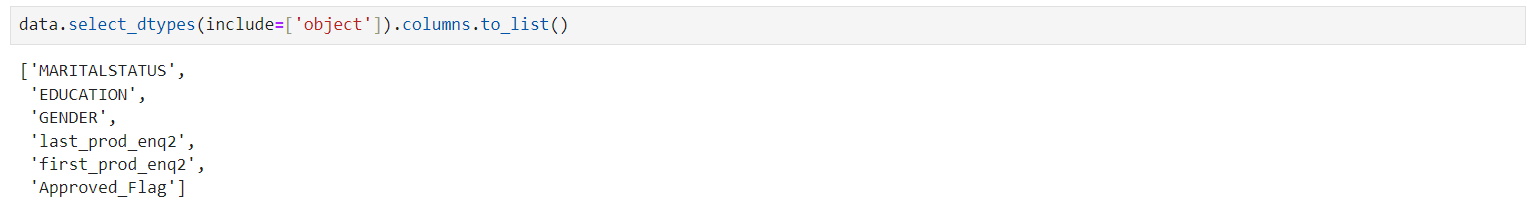 data.select_dtypes(include=['object']).columns.to_list()
['MARITALSTATUS',
 'EDUCATION',
 'GENDER',
 'last_prod_enq2',
 'first_prod_enq2',
 'Approved_Flag']